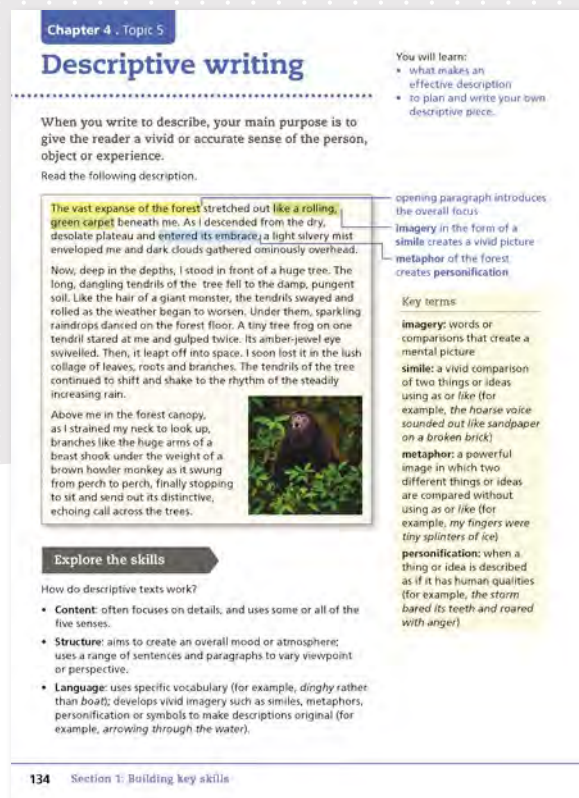 Chapter 4 . Topic 5
Descriptive writing
When you write to describe, your main purpose is to
give the reader a vivid or accurate sense of the person,
object or experience.
Read the following description.
The vast expanse of the forest stretched out like a rolling,
green carpet beneath me. As I descended from the dry,
desolate plateau and entered its embrace, a light silvery mist
enveloped me and dark clouds gathered ominously overhead.
Now, deep in the depths, I stood in front of a huge tree. The
long, dangling tendrils of the tree fell to the damp, pungent
soil. Like the hair of a giant monster, the tendrils swayed and
rolled as the weather began to worsen. Under them, sparkling
raindrops danced on the forest floor. A tiny tree frog on one
tendril stared at me and gulped twice. Its amber-jewel eye
swivelled. Then, it leapt off into space. I soon lost it in the lush
collage of leaves, roots and branches. The tendrils of the tree
continued to shift and shake to the rhythm of the steadily
increasing rain.
Above me in the forest canopy,
as I strained my neck to look up,
branches like the huge arms of a
beast shook under the weight of a
brown howler monkey as it swung
from perch to perch, finally stopping
to sit and send out its distinctive,
echoing call across the trees.
Explore the skills
How do descriptive texts work?
• Content: often focuses on details, and uses some or all of the
five senses.
• Structure: aims to create an overall mood or atmosphere;
uses a range of sentences and paragraphs to vary viewpoint
or perspective.
• Language: uses specific vocabulary (for example, dinghy rather
than boat); develops vivid imagery such as similes, metaphors,
personification or symbols to make descriptions original (for
example, arrowing through the water).
You will learn:
• what makes an
effective description
• to plan and write your own
descriptive piece.
opening paragraph introduces
the overall focus
imagery in the form of a
simile creates a vivid picture
metaphor of the forest
creates personification
Key terms
imagery: words or
comparisons that create a
mental picture
simile: a vivid comparison
of two things or ideas
using as or like (for
example, the hoarse voice
sounded out like sandpaper
on a broken brick)
metaphor: a powerful
image in which two
different things or ideas
are compared without
using as or like (for
example, my fingers were
tiny splinters of ice)
personification: when a
thing or idea is described
as if it has human qualities
(for example, the storm
bared its teeth and roared
with anger)
134 Section 1: Building key skills